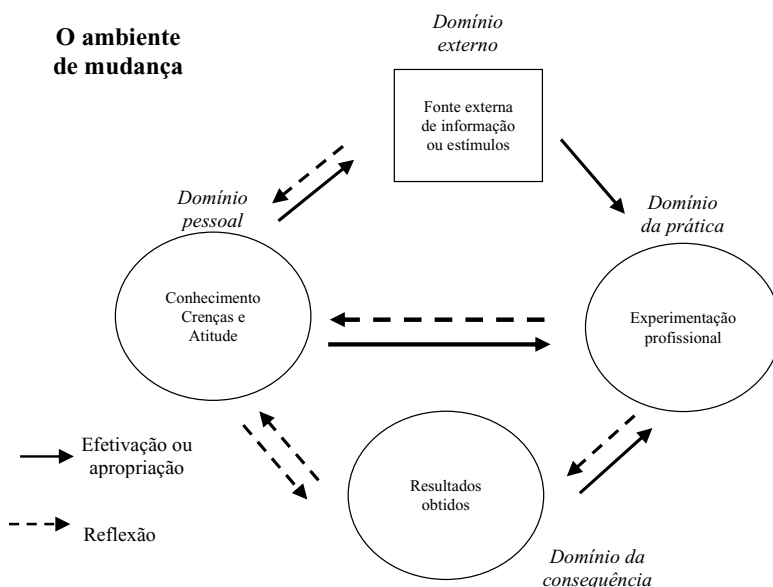 O ambiente
de mudança
Domínio
externo
Fonte externa
de informação
ou estímulos
Domínio
pessoal
Domínio
da prática
Conhecimento
Crenças e
Atitude
Experimentação
profissional
Efetivação ou
apropriação
Resultados
obtidos
Reflexão
Domínio da
consequência